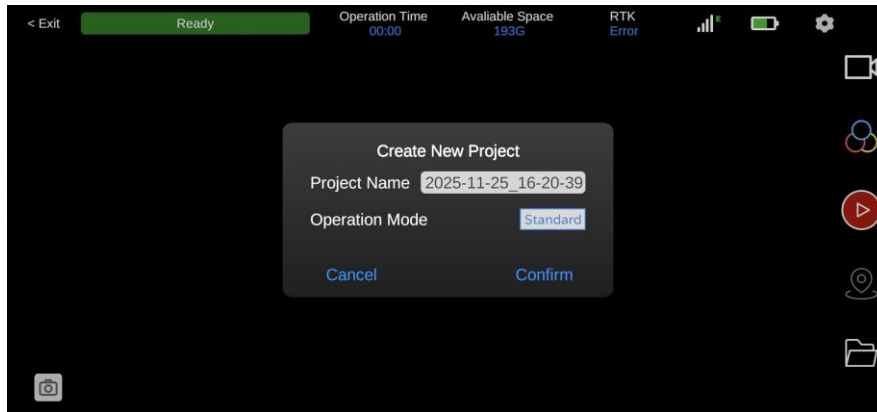 < Exit
Ready
Operation Time
00:00
Avaliable Space
193G
RTK
Error
E
Create New Project
Project Name 2025-11-25_16-20-39
Operation Mode Standard
Cancel Confirm